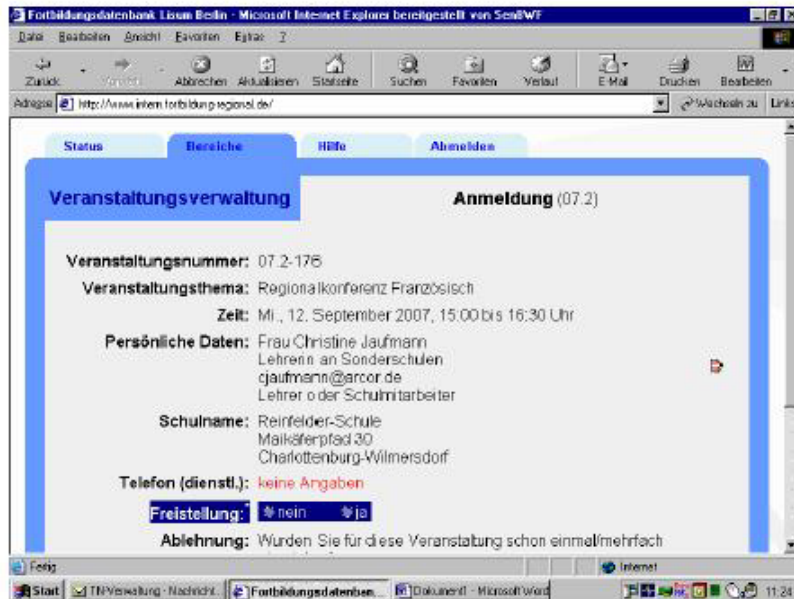 Fortbildungsdatenbank Lisum Berlin - Microsoft Internet Explorer bereitgestellt von SenBWF
Datei Bearbeiten Ansicht Favoriten Extras ?
Zurück Abbrechen Aktualisieren Startseite Suchen Favoriten Verlauf E-Mail Drucken Bearbeiten
Adresse http://www.intern.fortbildung-regional.de/ Wechseln zu Links
Status Bereiche Hilfe Abmelden
Veranstaltungsverwaltung Anmeldung (07.2)
Veranstaltungsnummer: 07.2-176
Veranstaltungsthema: Regionalkonferenz Französisch
Zeit: Mi., 12. September 2007, 15:00 bis 16:30 Uhr
Persönliche Daten: Frau Christine Jaufmann
Lehrerin an Sonderschulen
cjaufmann@arcor.de
Lehrer oder Schulmitarbeiter
Schulname: Reinfelder-Schule
Maikäferpfad 30
Charlottenburg-Wilmersdorf
Telefon (dienstl.): keine Angaben
Freistellung:* nein ja
Ablehnung: Wurden Sie für diese Veranstaltung schon einmal/mehrfach
Fertig Internet
Start TN-Verwaltung - Nachricht... Fortbildungsdatenban... Dokument1 - Microsoft Word 11:24